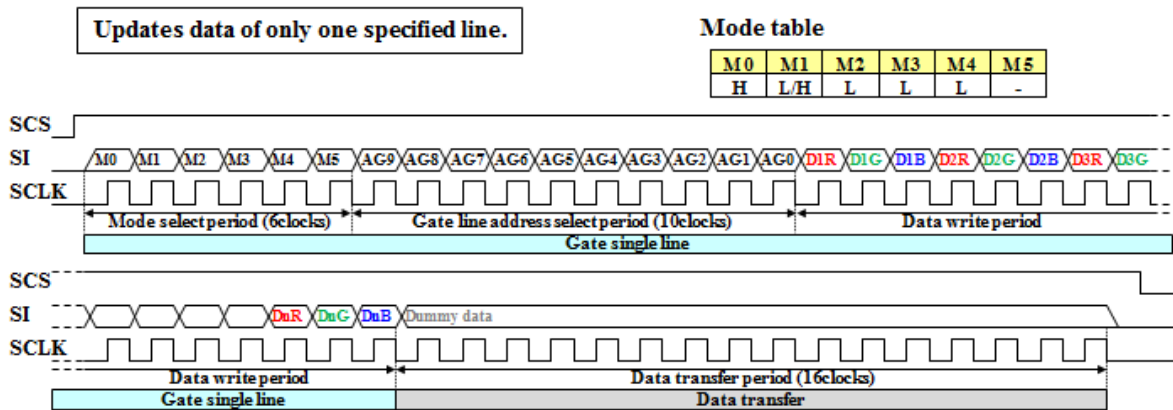 Updates data of only one specified line.
Mode table
M0 M1 M2 M3 M4 M5
H L/H L L L -
SCS
SI M0 M1 M2 M3 M4 M5 AG9 AG8 AG7 AG6 AG5 AG4 AG3 AG2 AG1 AG0 D1R D1G D1B D2R D2G D2B D3R D3G
SCLK
Mode select period (6clocks) Gate line address select period (10clocks) Data write period
Gate single line
SCS
SI DnR DnG DnB Dummy data
SCLK
Data write period Data transfer period (16clocks)
Gate single line Data transfer